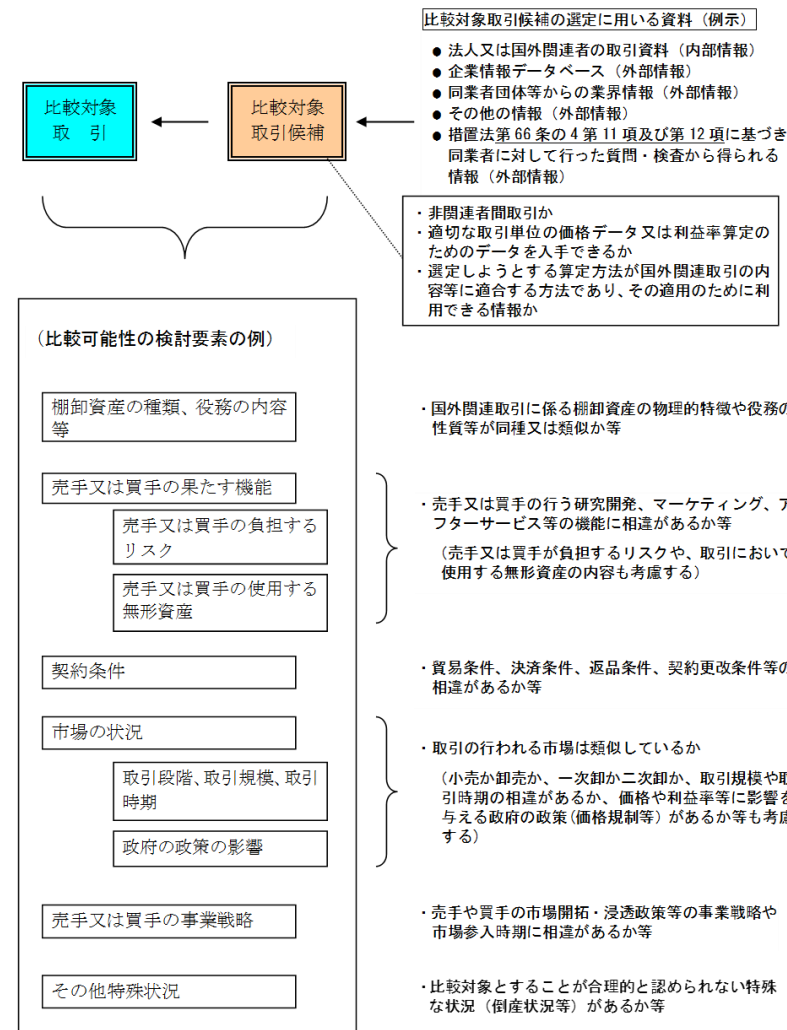 比較対象取引候補の選定に用いる資料（例示）
● 法人又は国外関連者の取引資料（内部情報）
● 企業情報データベース（外部情報）
● 同業者団体等からの業界情報（外部情報）
● その他の情報（外部情報）
● 措置法第 66 条の 4 第 11 項及び第 12 項に基づき
同業者に対して行った質問・検査から得られる
情報（外部情報）
比較対象
取　引
比較対象
取引候補
・非関連者間取引か
・適切な取引単位の価格データ又は利益率算定の
ためのデータを入手できるか
・選定しようとする算定方法が国外関連取引の内
容等に適合する方法であり、その適用のために利
用できる情報か
（比較可能性の検討要素の例）
棚卸資産の種類、役務の内容
等
・国外関連取引に係る棚卸資産の物理的特徴や役務の
性質等が同種又は類似か等
売手又は買手の果たす機能
売手又は買手の負担する
リスク
売手又は買手の使用する
無形資産
・売手又は買手の行う研究開発、マーケティング、ア
フターサービス等の機能に相違があるか等
（売手又は買手が負担するリスクや、取引において
使用する無形資産の内容も考慮する）
契約条件
・貿易条件、決済条件、返品条件、契約更改条件等の
相違があるか等
市場の状況
取引段階、取引規模、取引
時期
政府の政策の影響
・取引の行われる市場は類似しているか
（小売か卸売か、一次卸か二次卸か、取引規模や取
引時期の相違があるか、価格や利益率等に影響を
与える政府の政策（価格規制等）があるか等も考慮
する）
売手又は買手の事業戦略
・売手や買手の市場開拓・浸透政策等の事業戦略や
市場参入時期に相違があるか等
その他特殊状況
・比較対象とすることが合理的と認められない特殊
な状況（倒産状況等）があるか等